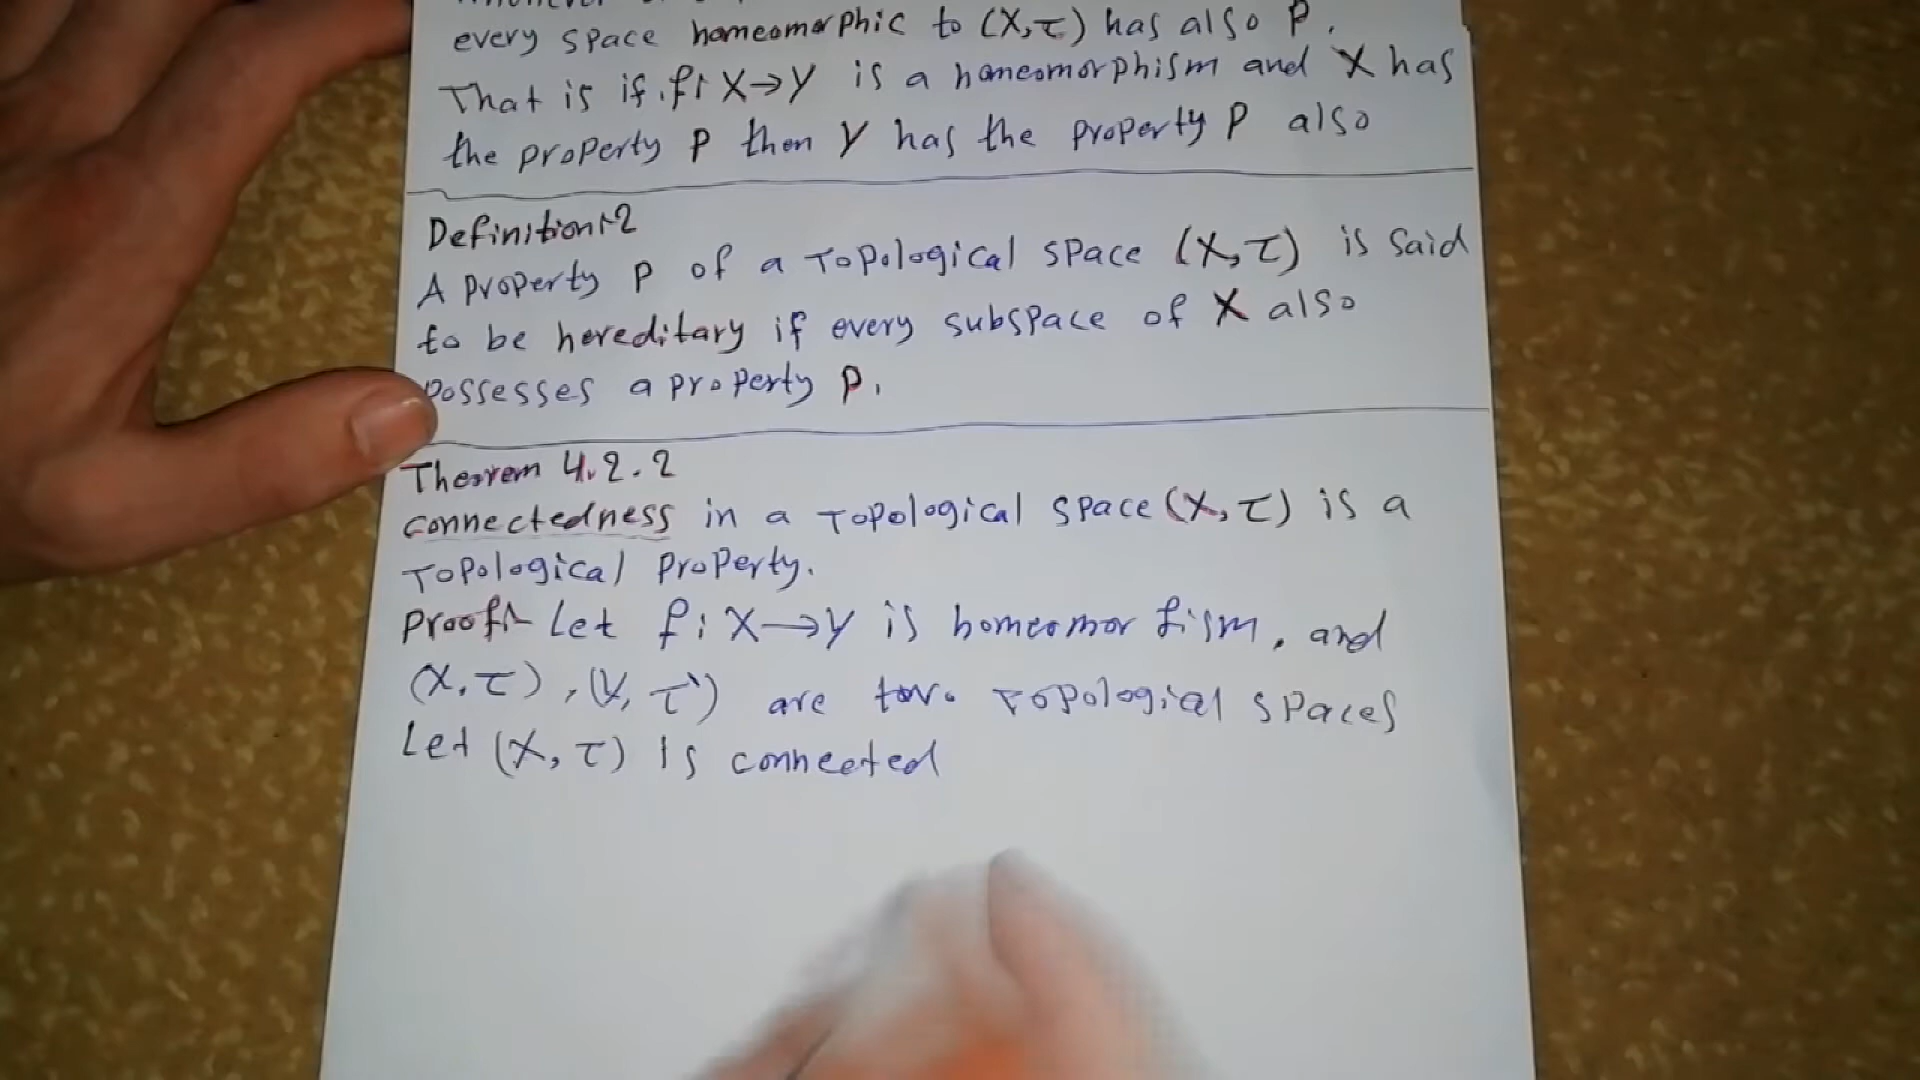 every space homeomorphic to (X,τ) has also P.
That is if f: X→Y is a homeomorphism and X has
the property P then Y has the property P also
Definition:2
A property P of a Topological space (X,τ) is said
to be hereditary if every subspace of X also
possesses a property P.
Theorem 4.2.2
connectedness in a Topological space (X,τ) is a
Topological Property.
Proof:- Let f: X→Y is homeomorfism, and
(X,τ), (Y,τ') are two Topological spaces
Let (X,τ) is connected